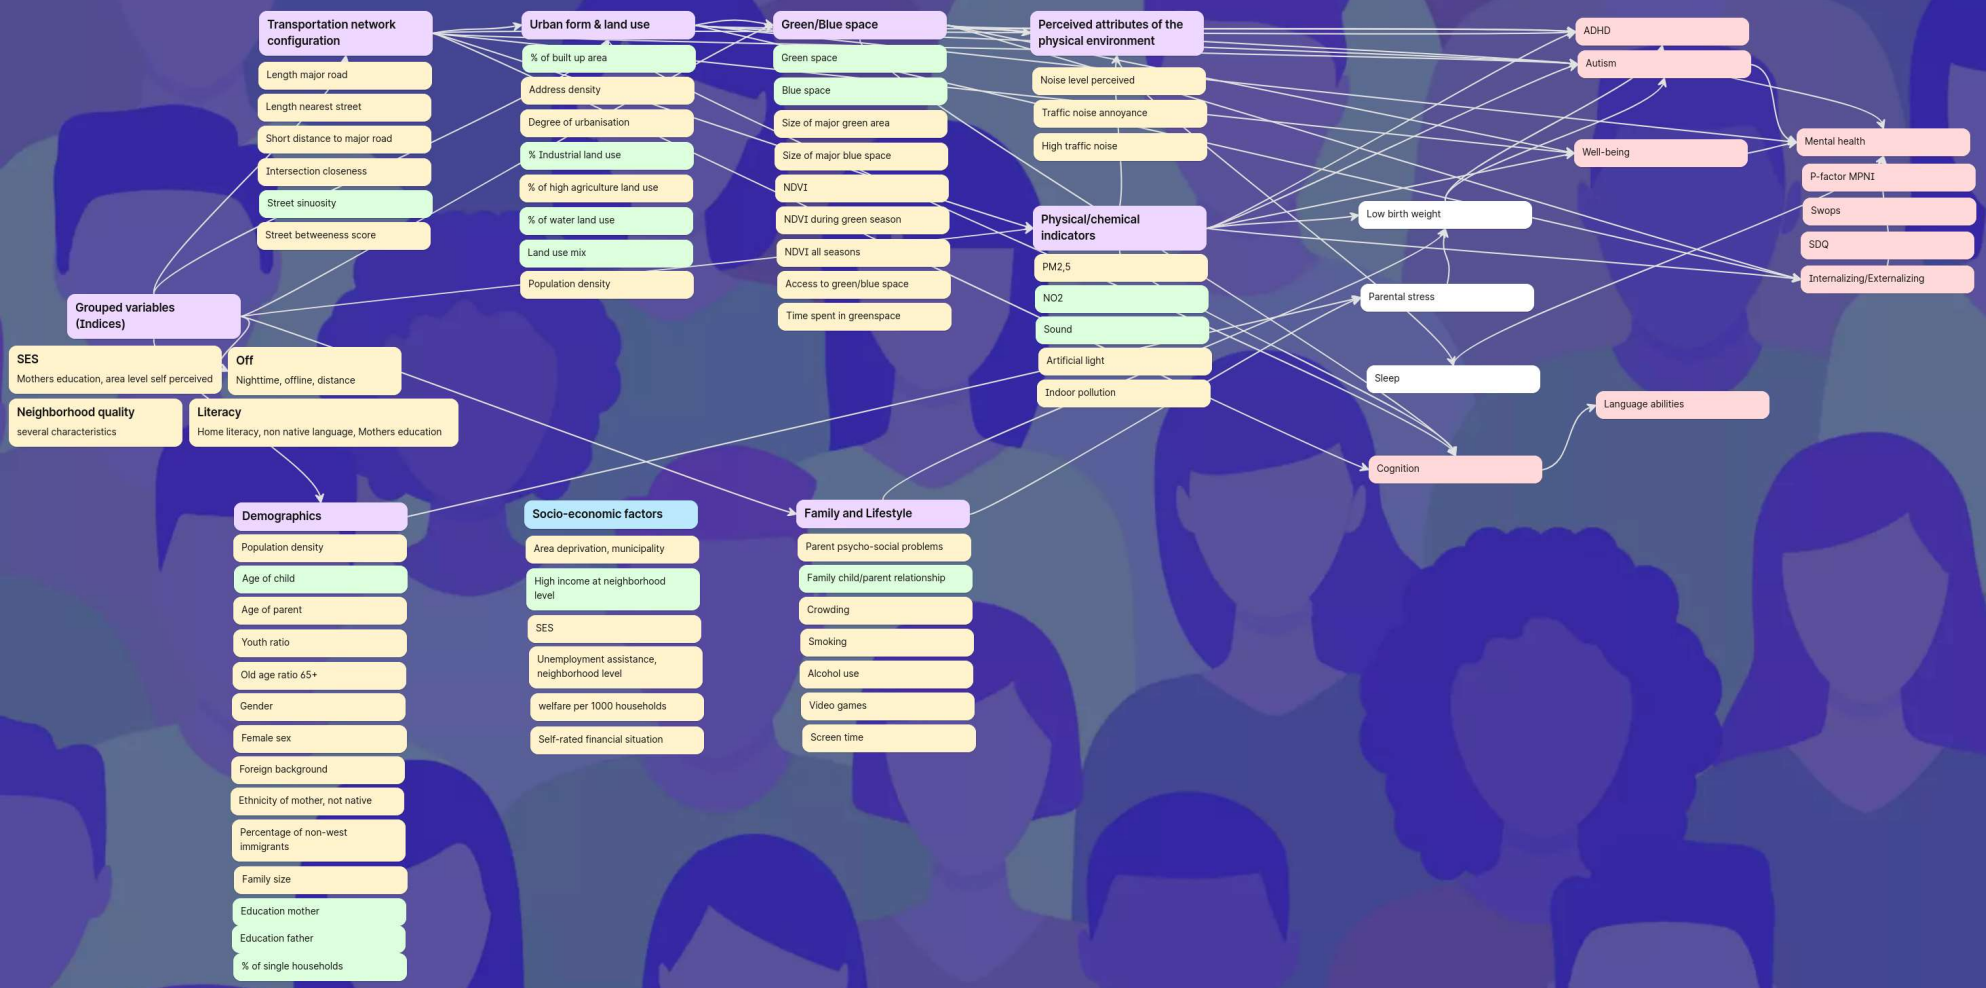 Transportation network
configuration
Length major road
Length nearest street
Short distance to major road
Intersection closeness
Street sinuosity
Street betweeness score
Urban form & land use
% of built up area
Address density
Degree of urbanisation
% Industrial land use
% of high agriculture land use
% of water land use
Land use mix
Population density
Green/Blue space
Green space
Blue space
Size of major green area
Size of major blue space
NDVI
NDVI during green season
NDVI all seasons
Access to green/blue space
Time spent in greenspace
Perceived attributes of the
physical environment
Noise level perceived
Traffic noise annoyance
High traffic noise
Physical/chemical
indicators
PM2,5
NO2
Sound
Artificial light
Indoor pollution
ADHD
Autism
Well-being
Low birth weight
Parental stress
Sleep
Cognition
Language abilities
Mental health
P-factor MPNI
Swops
SDQ
Internalizing/Externalizing
Grouped variables
(Indices)
SES
Mothers education, area level self perceived
Off
Nighttime, offline, distance
Neighborhood quality
several characteristics
Literacy
Home literacy, non native language, Mothers education
Demographics
Population density
Age of child
Age of parent
Youth ratio
Old age ratio 65+
Gender
Female sex
Foreign background
Ethnicity of mother, not native
Percentage of non-west
immigrants
Family size
Education mother
Education father
% of single households
Socio-economic factors
Area deprivation, municipality
High income at neighborhood
level
SES
Unemployment assistance,
neighborhood level
welfare per 1000 households
Self-rated financial situation
Family and Lifestyle
Parent psycho-social problems
Family child/parent relationship
Crowding
Smoking
Alcohol use
Video games
Screen time